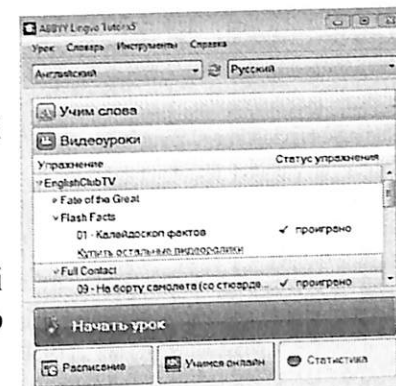 ABBYY Lingvo Tutor x5
Урок Словарь Инструменты Справка
Английский Русский
Учим слова
Видеоуроки
Упражнение Статус упражнения
EnglishClubTV
Fate of the Great
Flash Facts
01 - Калейдоскоп фактов ✓ проиграно
Купить остальные видеоролики
Full Contact
09 - На борту самолета (со стюарде... ✓ проиграно
Начать урок
Расписание Учимся онлайн Статистика